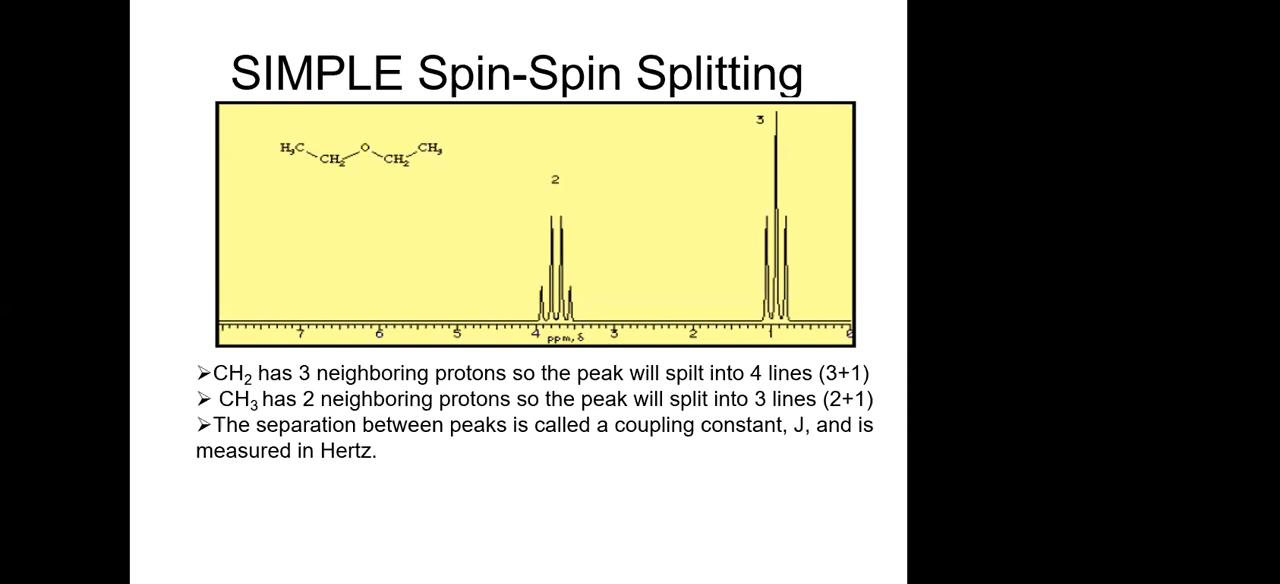 SIMPLE Spin-Spin Splitting
3
H₃C CH₂ O CH₂ CH₃
2
7 6 5 4 3 2 1 0
ppm, δ
➢CH₂ has 3 neighboring protons so the peak will spilt into 4 lines (3+1)
➢ CH₃ has 2 neighboring protons so the peak will split into 3 lines (2+1)
➢The separation between peaks is called a coupling constant, J, and is
measured in Hertz.